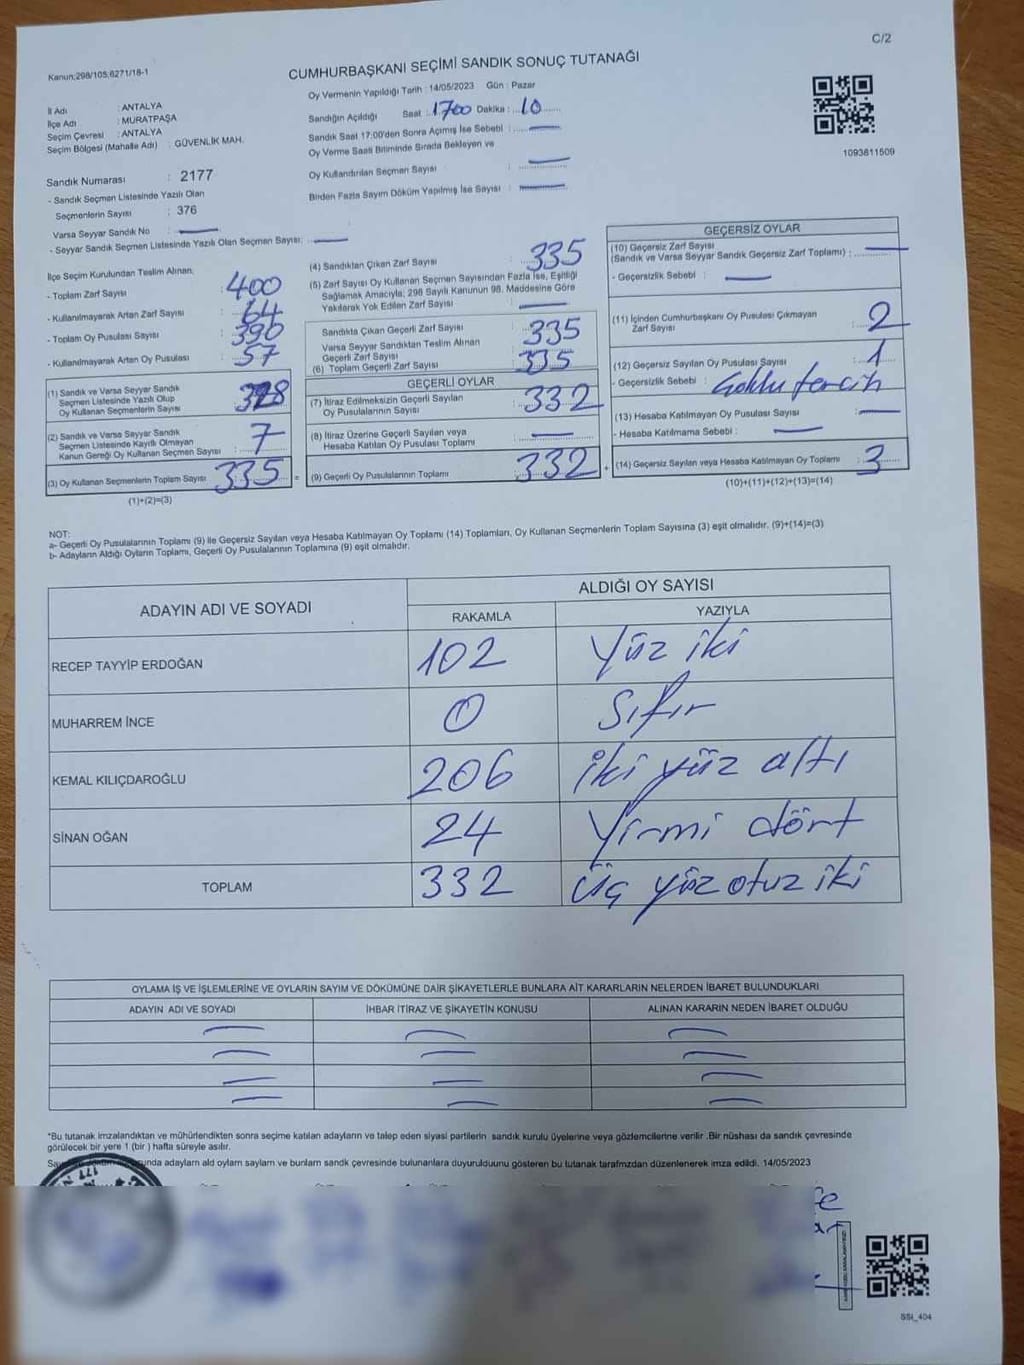 C/2
Kanun:298/105;6271/18-1
CUMHURBAŞKANI SEÇİMİ SANDIK SONUÇ TUTANAĞI
İl Adı : ANTALYA
İlçe Adı : MURATPAŞA
Seçim Çevresi : ANTALYA
Seçim Bölgesi (Mahalle Adı) : GÜVENLİK MAH.
Oy Vermenin Yapıldığı Tarih : 14/05/2023 Gün : Pazar
Sandığın Açıldığı Saat : 1700 Dakika : 10
Sandık Saat 17:00'den Sonra Açımış İse Sebebi :
Oy Verme Saati Bitiminde Sırada Bekleyen ve
Oy Kullandırılan Seçmen Sayısı :
Birden Fazla Sayım Döküm Yapılmış İse Sayısı :
1093811509
Sandık Numarası : 2177
- Sandık Seçmen Listesinde Yazılı Olan
Seçmenlerin Sayısı : 376
Varsa Seyyar Sandık No :
- Seyyar Sandık Seçmen Listesinde Yazılı Olan Seçmen Sayısı:
İlçe Seçim Kurulundan Teslim Alınan;
- Toplam Zarf Sayısı : 400
- Kullanılmayarak Artan Zarf Sayısı : 64
- Toplam Oy Pusulası Sayısı : 390
- Kullanılmayarak Artan Oy Pusulası : 57
(1) Sandık ve Varsa Seyyar Sandık
Seçmen Listesinde Yazılı Olup
Oy Kullanan Seçmenlerin Sayısı : 328
(2) Sandık ve Varsa Seyyar Sandık
Seçmen Listesinde Kayıtlı Olmayan
Kanun Gereği Oy Kullanan Seçmen Sayısı : 7
(3) Oy Kullanan Seçmenlerin Toplam Sayısı : 335
(1)+(2)=(3)
(4) Sandıktan Çıkan Zarf Sayısı : 335
(5) Zarf Sayısı Oy Kullanan Seçmen Sayısından Fazla İse, Eşitliği
Sağlamak Amacıyla; 298 Sayılı Kanunun 98. Maddesine Göre
Yakılarak Yok Edilen Zarf Sayısı :
Sandıkta Çıkan Geçerli Zarf Sayısı : 335
Varsa Seyyar Sandıktan Teslim Alınan
Geçerli Zarf Sayısı :
(6) Toplam Geçerli Zarf Sayısı : 335
GEÇERLİ OYLAR
(7) İtiraz Edilmeksizin Geçerli Sayılan
Oy Pusulalarının Sayısı : 332
(8) İtiraz Üzerine Geçerli Sayılan veya
Hesaba Katılan Oy Pusulası Toplamı :
(9) Geçerli Oy Pusulalarının Toplamı : 332
GEÇERSİZ OYLAR
(10) Geçersiz Zarf Sayısı
(Sandık ve Varsa Seyyar Sandık Geçersiz Zarf Toplamı) :
- Geçersizlik Sebebi :
(11) İçinden Cumhurbaşkanı Oy Pusulası Çıkmayan
Zarf Sayısı : 2
(12) Geçersiz Sayılan Oy Pusulası Sayısı : 1
- Geçersizlik Sebebi : Çoklu tercih
(13) Hesaba Katılmayan Oy Pusulası Sayısı :
- Hesaba Katılmama Sebebi :
(14) Geçersiz Sayılan veya Hesaba Katılmayan Oy Toplamı : 3
(10)+(11)+(12)+(13)=(14)
NOT:
a- Geçerli Oy Pusulalarının Toplamı (9) ile Geçersiz Sayılan veya Hesaba Katılmayan Oy Toplamı (14) Toplamları, Oy Kullanan Seçmenlerin Toplam Sayısına (3) eşit olmalıdır. (9)+(14)=(3)
b- Adayların Aldığı Oyların Toplamı, Geçerli Oy Pusulalarının Toplamına (9) eşit olmalıdır.
ADAYIN ADI VE SOYADI
ALDIĞI OY SAYISI
RAKAMLA YAZIYLA
RECEP TAYYİP ERDOĞAN 102 Yüz iki
MUHARREM İNCE 0 Sıfır
KEMAL KILIÇDAROĞLU 206 iki yüz altı
SİNAN OĞAN 24 Yirmi dört
TOPLAM 332 Üç yüz otuz iki
OYLAMA İŞ VE İŞLEMLERİNE VE OYLARIN SAYIM VE DÖKÜMÜNE DAİR ŞİKAYETLERLE BUNLARA AİT KARARLARIN NELERDEN İBARET BULUNDUKLARI
ADAYIN ADI VE SOYADI İHBAR İTİRAZ VE ŞİKAYETİN KONUSU ALINAN KARARIN NEDEN İBARET OLDUĞU
*Bu tutanak imzalandıktan ve mühürlendikten sonra seçime katılan adayların ve talep eden siyasi partilerin sandık kurulu üyelerine veya gözlemcilerine verilir .Bir nüshası da sandık çevresinde
görülecek bir yere 1 (bir ) hafta süreyle asılır.
adayların ald oyların sayların ve bunların sandk çevresinde bulunanlara duyurulduunu gösteren bu tutanak tarafmzdan düzenlenerek imza edildi. 14/05/2023
SSI_404